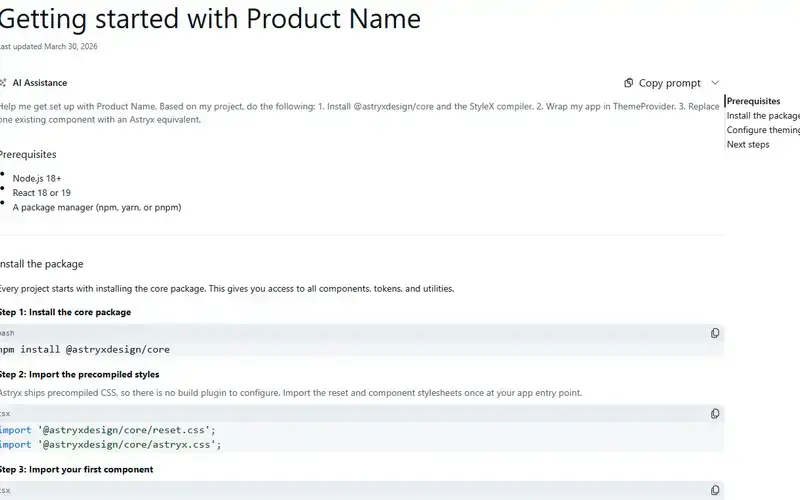 Getting started with Product Name
Last updated March 30, 2026
AI Assistance
Copy prompt
Help me get set up with Product Name. Based on my project, do the following: 1. Install @astryxdesign/core and the StyleX compiler. 2. Wrap my app in ThemeProvider. 3. Replace
one existing component with an Astryx equivalent.
Prerequisites
Install the package
Configure theming
Next steps
Prerequisites
Node.js 18+
React 18 or 19
A package manager (npm, yarn, or pnpm)
Install the package
Every project starts with installing the core package. This gives you access to all components, tokens, and utilities.
Step 1: Install the core package
bash
npm install @astryxdesign/core
Step 2: Import the precompiled styles
Astryx ships precompiled CSS, so there is no build plugin to configure. Import the reset and component stylesheets once at your app entry point.
tsx
import '@astryxdesign/core/reset.css';
import '@astryxdesign/core/astryx.css';
Step 3: Import your first component
tsx